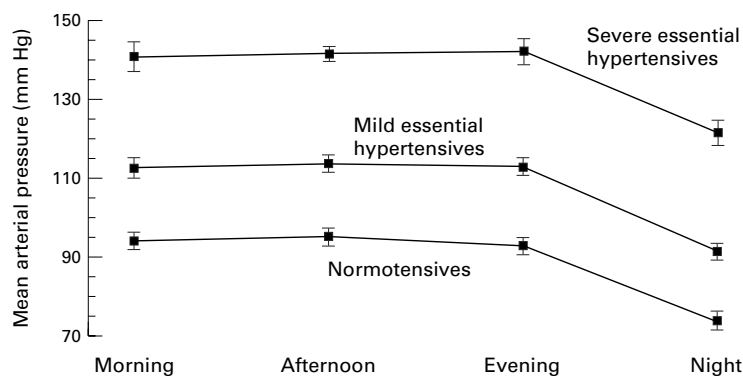 150
130
110
90
70
Mean arterial pressure (mm Hg)
Severe essential
hypertensives
Mild essential
hypertensives
Normotensives
Morning Afternoon Evening Night